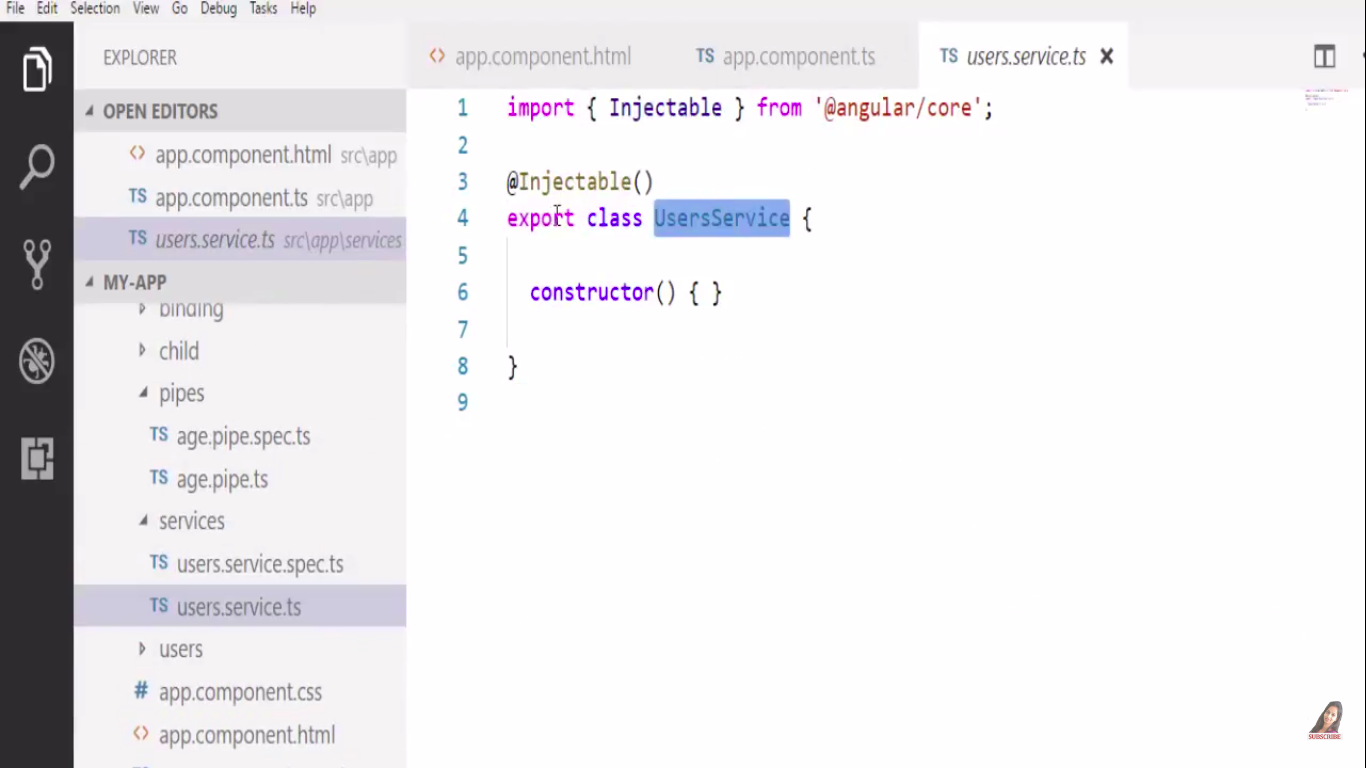 File Edit Selection View Go Debug Tasks Help
EXPLORER
OPEN EDITORS
app.component.html src\app
TS app.component.ts src\app
TS users.service.ts src\app\services
MY-APP
binding
child
pipes
TS age.pipe.spec.ts
TS age.pipe.ts
services
TS users.service.spec.ts
TS users.service.ts
users
# app.component.css
<> app.component.html
<> app.component.html TS app.component.ts TS users.service.ts
1 import { Injectable } from '@angular/core';
2
3 @Injectable()
4 export class UsersService {
5
6 constructor() { }
7
8 }
9
SUBSCRIBE